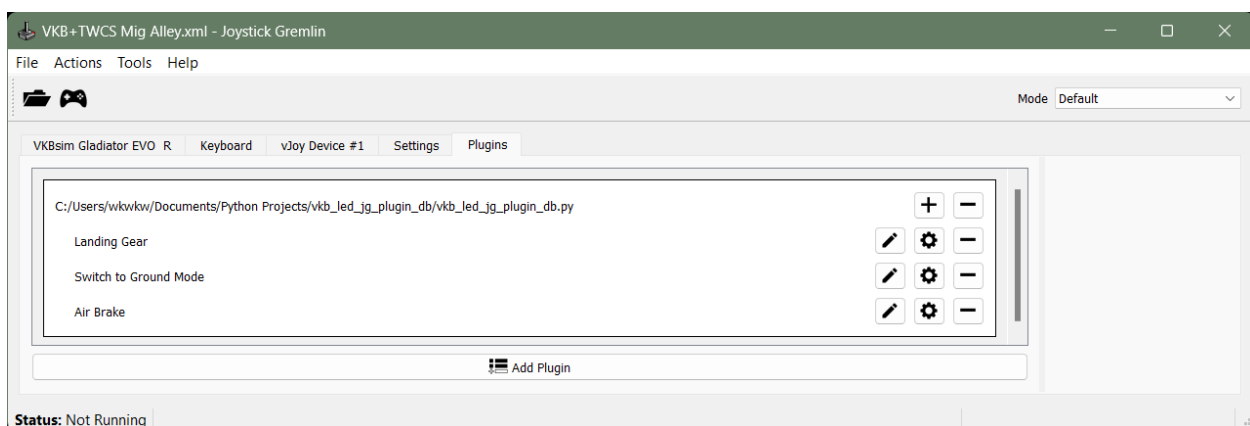 VKB+TWCS Mig Alley.xml - Joystick Gremlin
File Actions Tools Help
Mode Default
VKBsim Gladiator EVO R Keyboard vJoy Device #1 Settings Plugins
C:/Users/wkwkw/Documents/Python Projects/vkb_led_jg_plugin_db/vkb_led_jg_plugin_db.py
Landing Gear
Switch to Ground Mode
Air Brake
Add Plugin
Status: Not Running